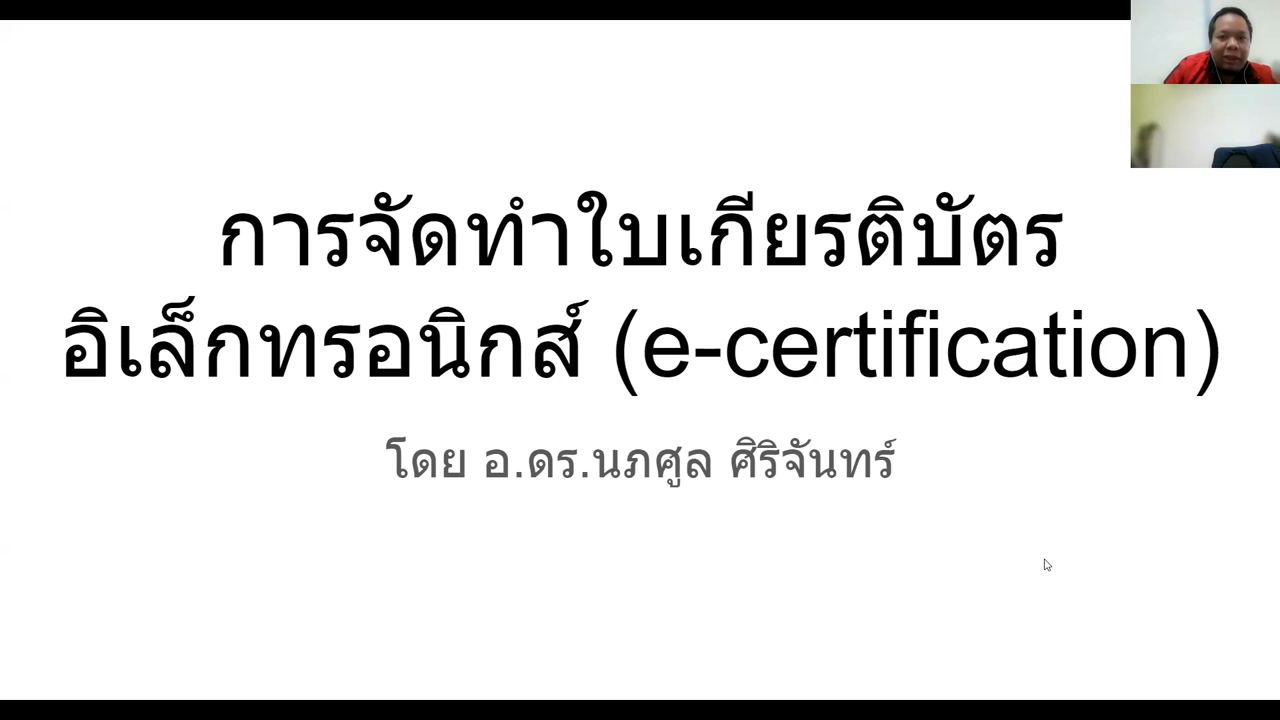 การจัดทำใบเกียรติบัตร
อิเล็กทรอนิกส์ (e-certification)
โดย อ.ดร.นภศูล ศิริจันทร์